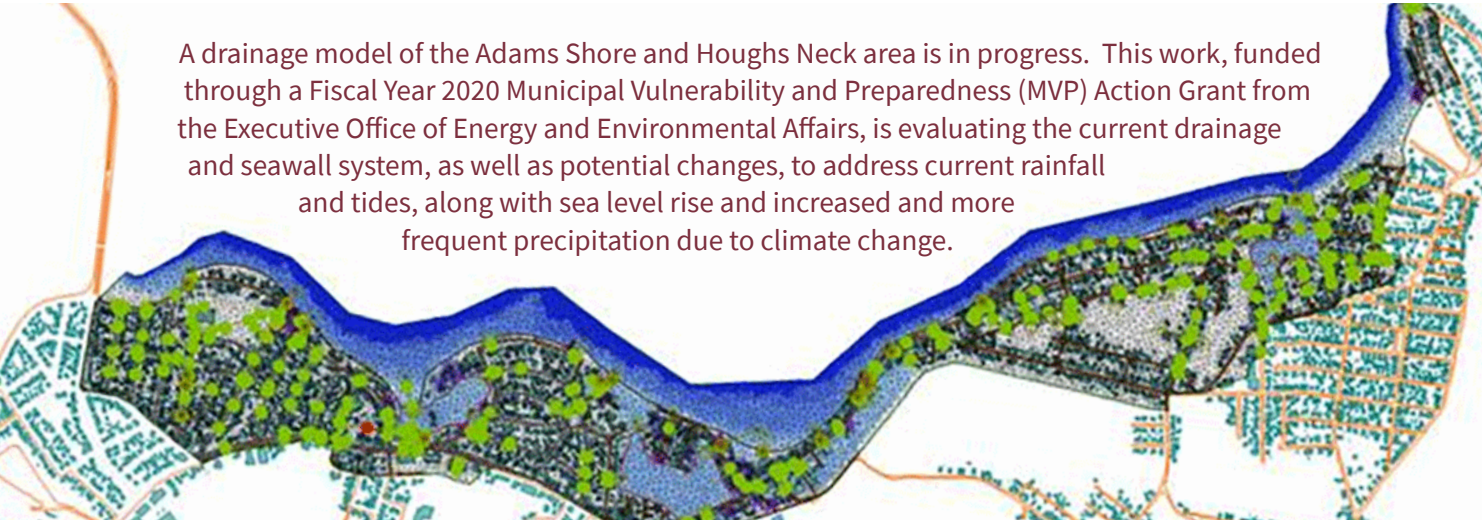 A drainage model of the Adams Shore and Houghs Neck area is in progress.  This work, funded
through a Fiscal Year 2020 Municipal Vulnerability and Preparedness (MVP) Action Grant from
the Executive Office of Energy and Environmental Affairs, is evaluating the current drainage
and seawall system, as well as potential changes, to address current rainfall
and tides, along with sea level rise and increased and more
frequent precipitation due to climate change.